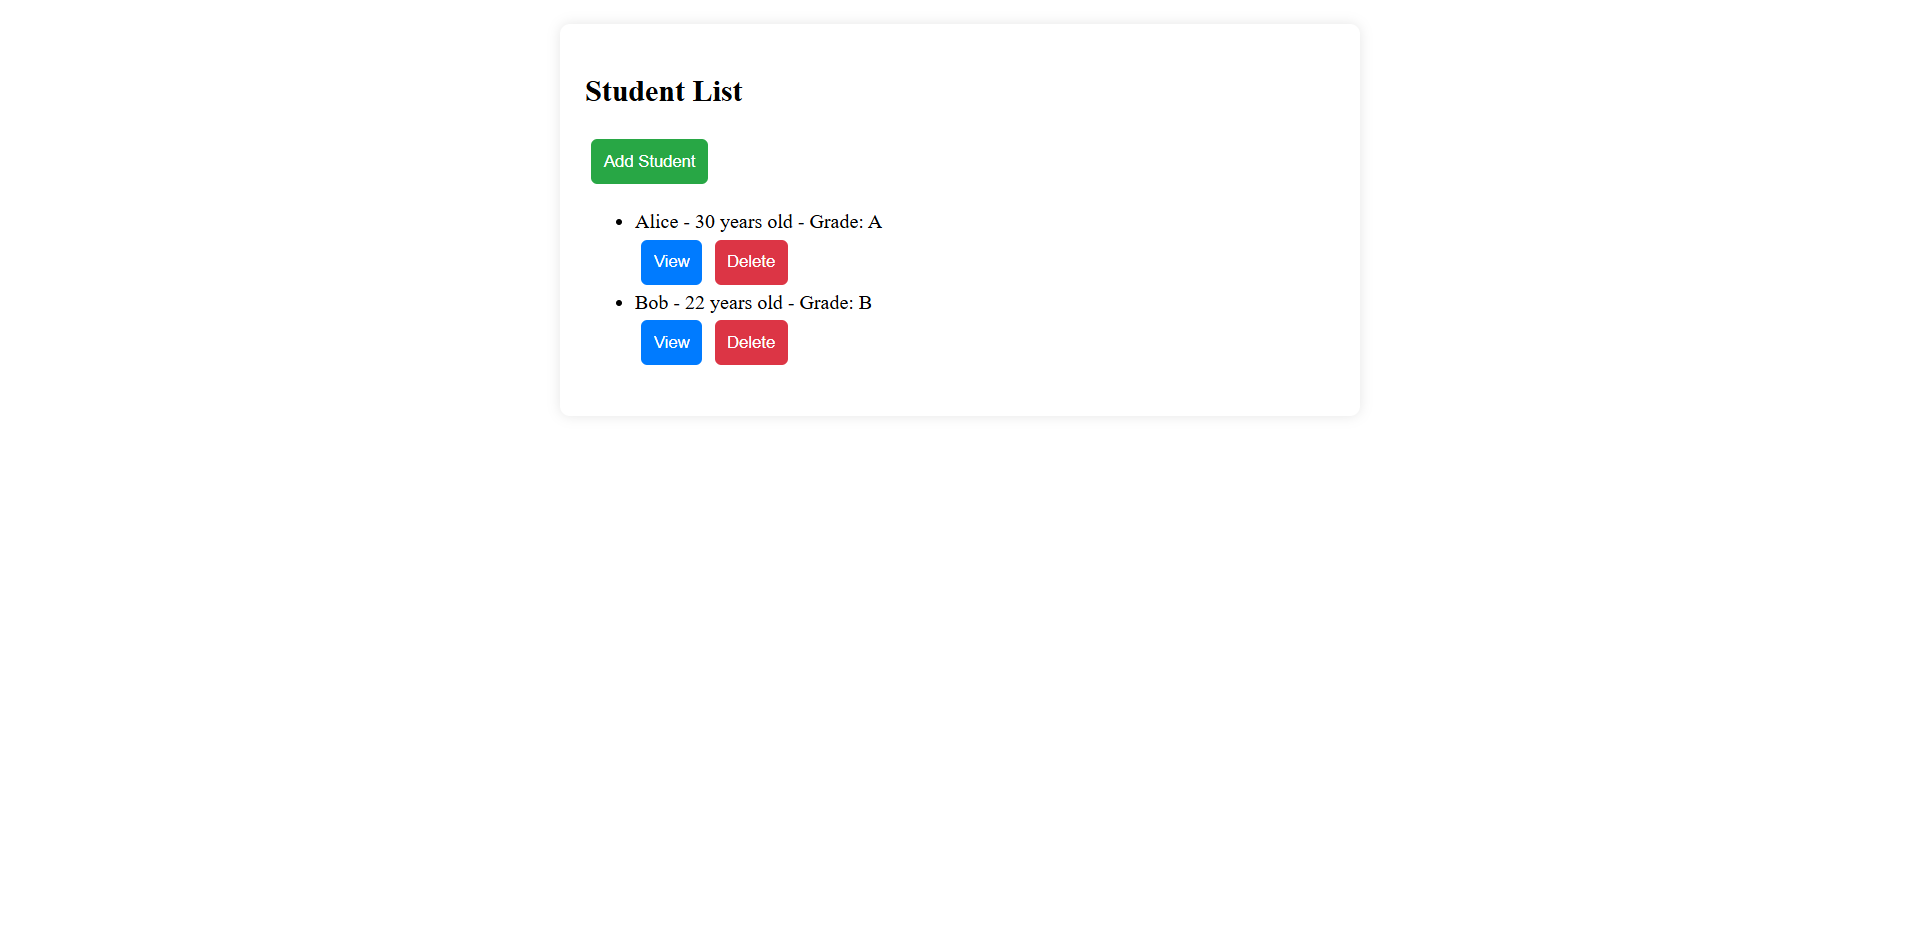 Student List
Add Student
Alice - 30 years old - Grade: A
View Delete
Bob - 22 years old - Grade: B
View Delete